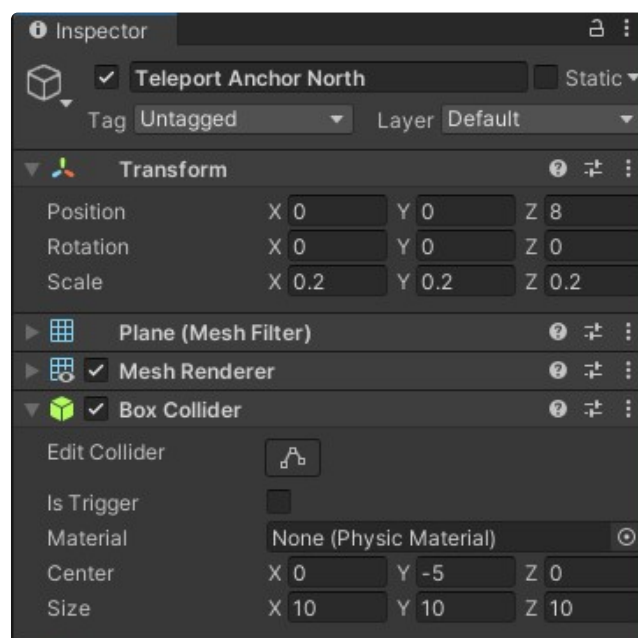 Inspector
Teleport Anchor North Static
Tag Untagged Layer Default
Transform
Position X 0 Y 0 Z 8
Rotation X 0 Y 0 Z 0
Scale X 0.2 Y 0.2 Z 0.2
Plane (Mesh Filter)
Mesh Renderer
Box Collider
Edit Collider
Is Trigger
Material None (Physic Material)
Center X 0 Y -5 Z 0
Size X 10 Y 10 Z 10